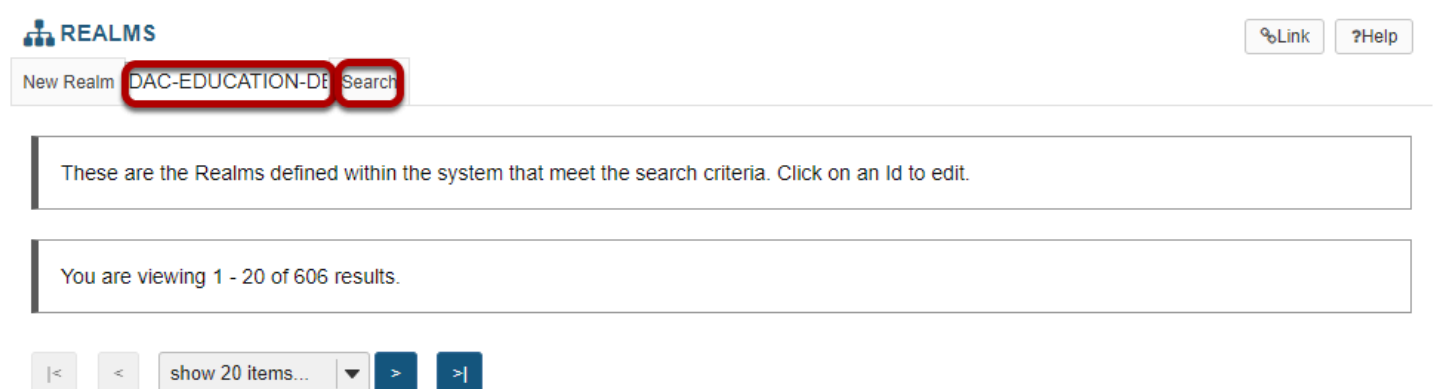 REALMS
Link ?Help
New Realm DAC-EDUCATION-DE Search
These are the Realms defined within the system that meet the search criteria. Click on an Id to edit.
You are viewing 1 - 20 of 606 results.
|< < show 20 items... > >|